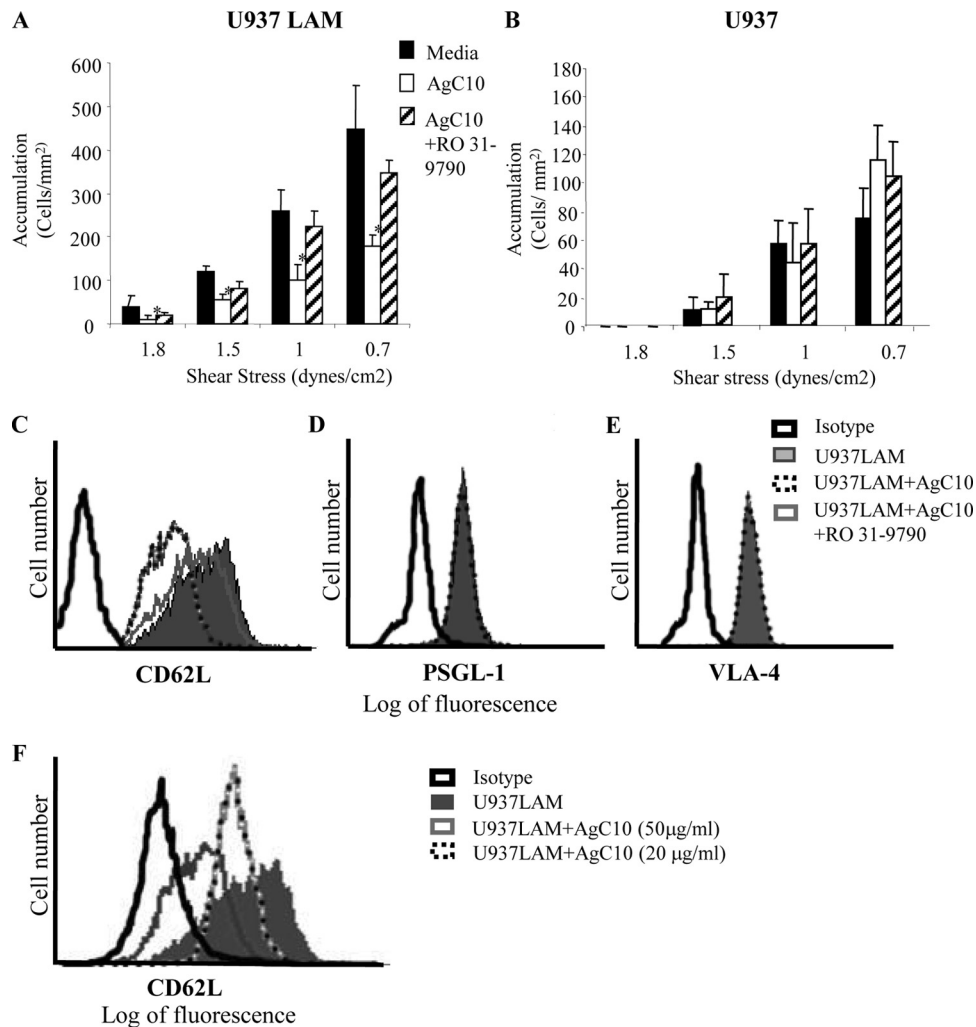 A
U937 LAM
Media
AgC10
AgC10
+RO 31-
9790
Accumulation
(Cells/mm²)
600
500
400
300
200
100
0
*
*
*
*
1.8
1.5
1
0.7
Shear Stress (dynes/cm2)
B
U937
Accumulation
(Cells/ mm²)
180
160
140
120
100
80
60
40
20
0
1.8
1.5
1
0.7
Shear stress (dynes/cm2)
C
Cell number
CD62L
D
Cell number
PSGL-1
Log of fluorescence
E
Cell number
VLA-4
Isotype
U937LAM
U937LAM+AgC10
U937LAM+AgC10
+RO 31-9790
F
Cell number
CD62L
Log of fluorescence
Isotype
U937LAM
U937LAM+AgC10 (50µg/ml)
U937LAM+AgC10 (20 µg/ml)